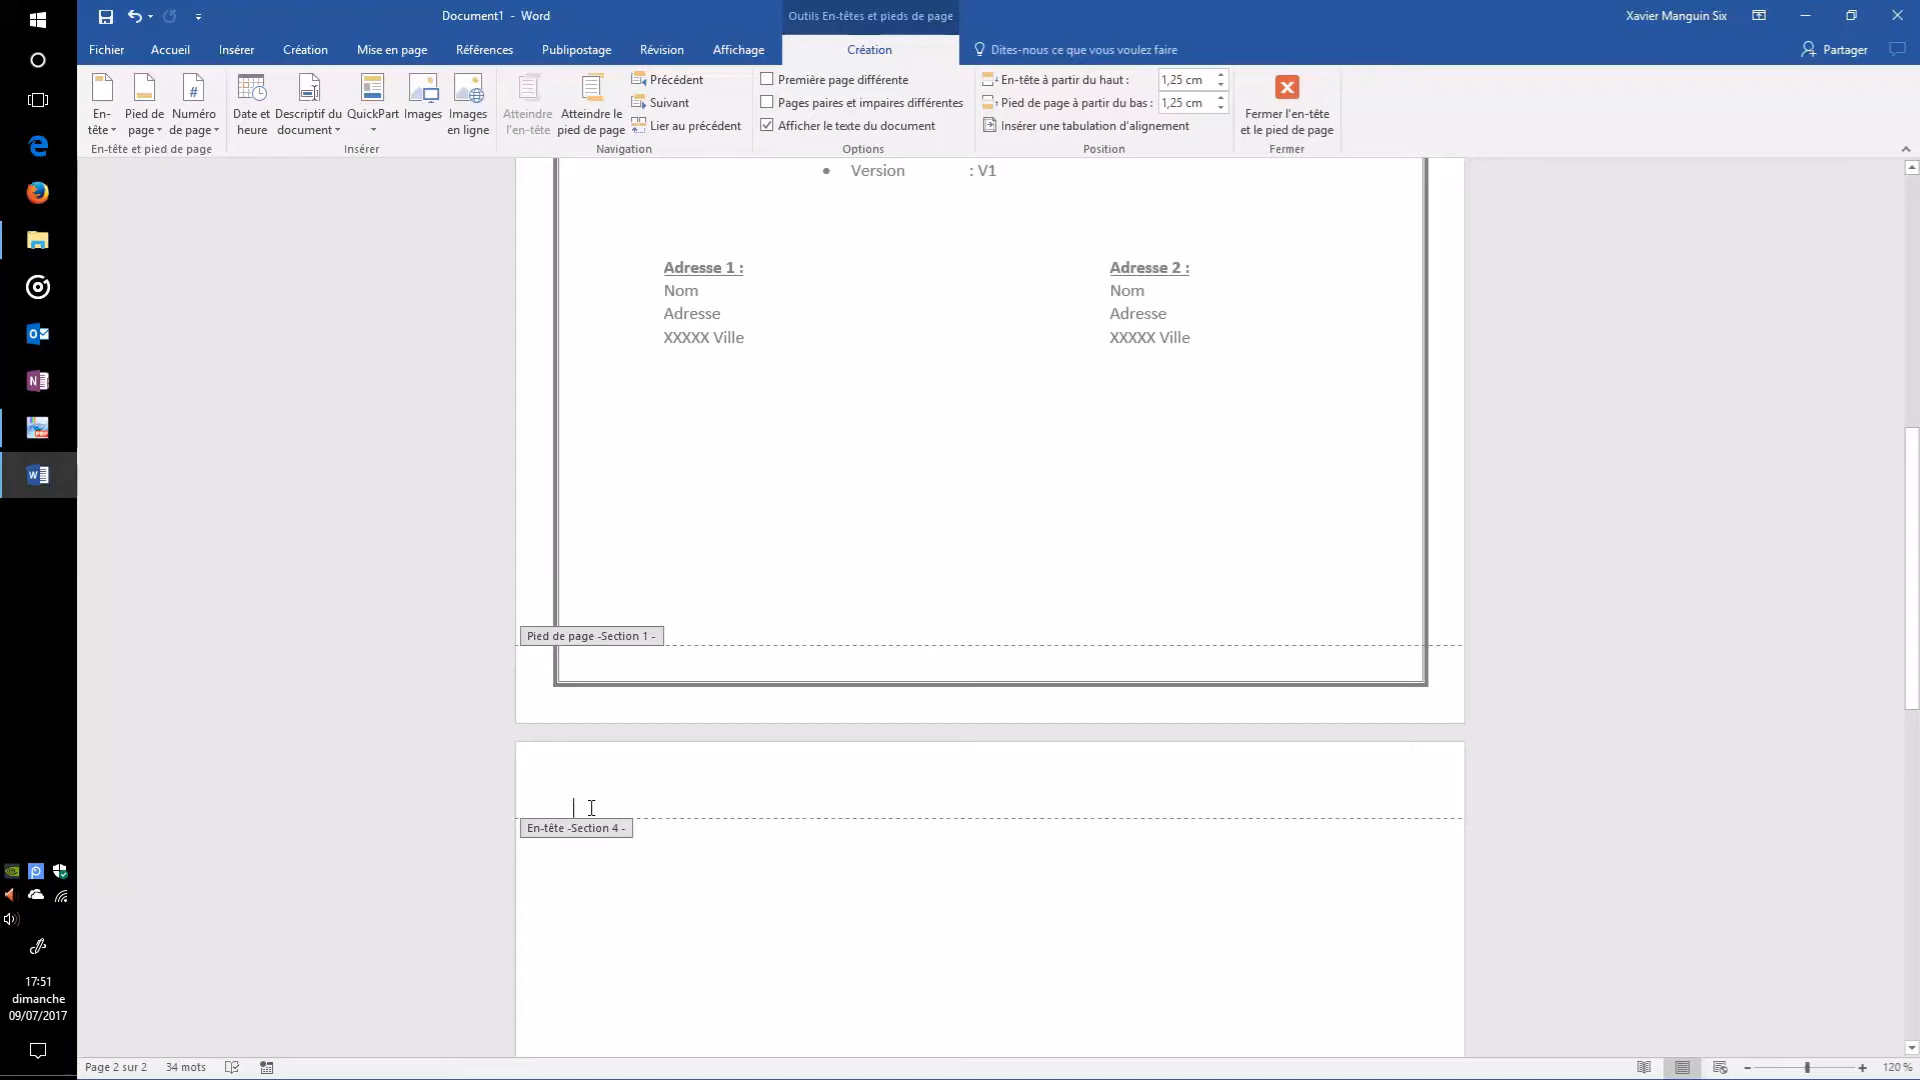 Document1 - Word
Outils En-têtes et pieds de page
Xavier Manguin Six
Fichier
Accueil
Insérer
Création
Mise en page
Références
Publipostage
Révision
Affichage
Création
Dites-nous ce que vous voulez faire
Partager
En-
tête
Pied de
page
Numéro
de page
En-tête et pied de page
Date et
heure
Descriptif du
document
QuickPart
Images
Images
en ligne
Insérer
Atteindre
l'en-tête
Atteindre le
pied de page
Précédent
Suivant
Lier au précédent
Navigation
Première page différente
Pages paires et impaires différentes
Afficher le texte du document
Options
En-tête à partir du haut : 1,25 cm
Pied de page à partir du bas : 1,25 cm
Insérer une tabulation d'alignement
Position
Fermer l'en-tête
et le pied de page
Fermer
• Version : V1
Adresse 1 :
Nom
Adresse
XXXXX Ville
Adresse 2 :
Nom
Adresse
XXXXX Ville
Pied de page -Section 1 -
En-tête -Section 4 -
17:51
dimanche
09/07/2017
Page 2 sur 2
34 mots
120 %